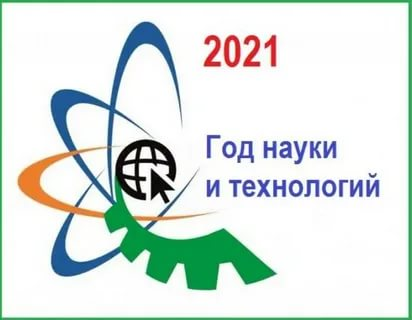 2021
Год науки
и технологий